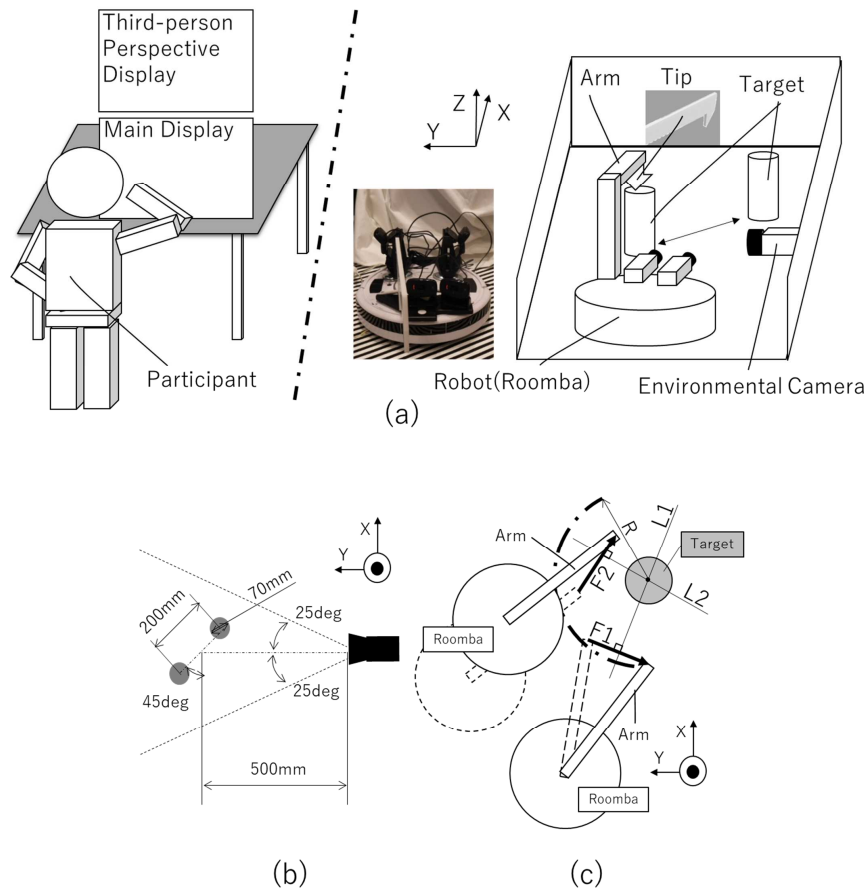 Third-person
Perspective
Display
Main Display
Participant
Z
X
Y
Arm
Tip
Target
Robot(Roomba)
Environmental Camera
(a)
X
Y
70mm
200mm
25deg
25deg
45deg
500mm
(b)
Arm
R
L1
Target
F2
L2
Roomba
F1
Arm
X
Y
Roomba
(c)